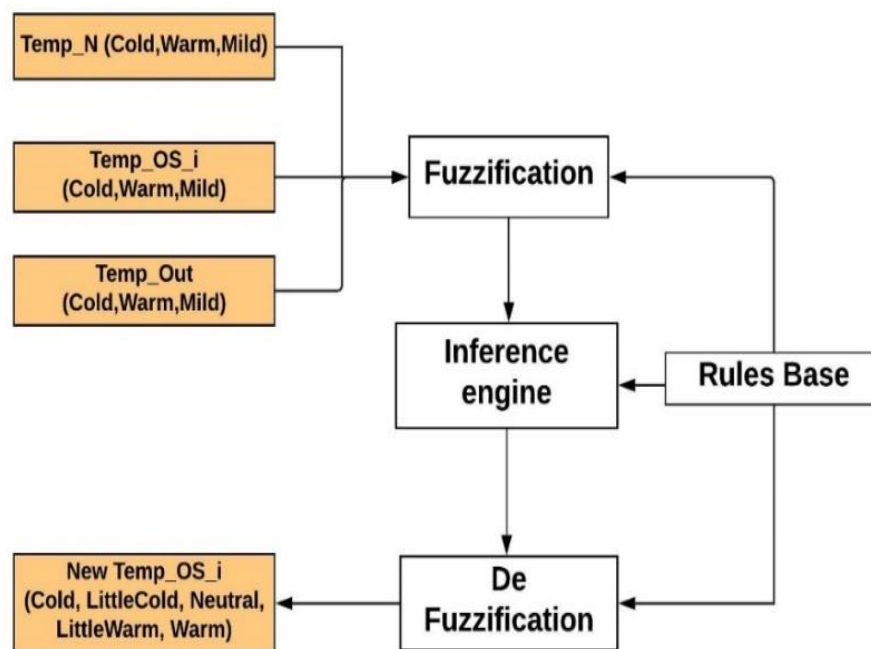 Temp_N (Cold,Warm,Mild)
Temp_OS_i
(Cold,Warm,Mild)
Temp_Out
(Cold,Warm,Mild)
Fuzzification
Inference
engine
Rules Base
De
Fuzzification
New Temp_OS_i
(Cold, LittleCold, Neutral,
LittleWarm, Warm)